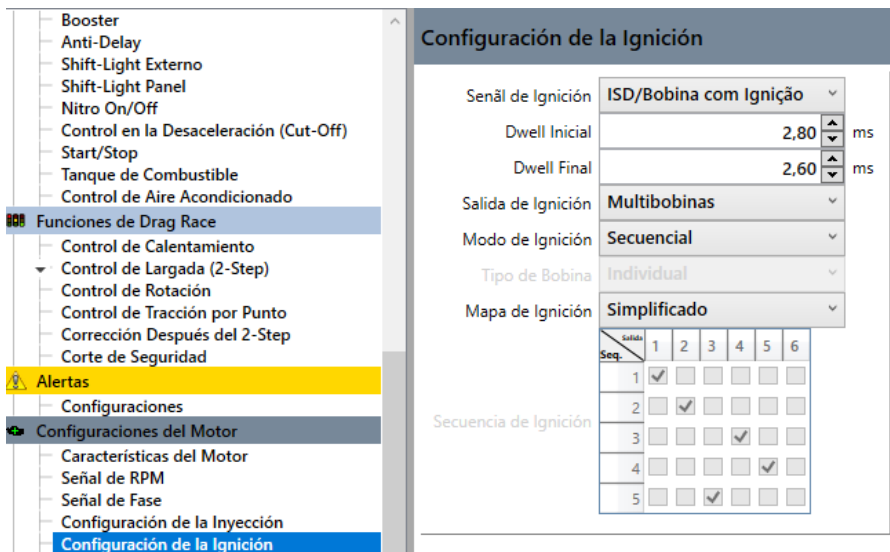 Booster
Anti-Delay
Shift-Light Externo
Shift-Light Panel
Nitro On/Off
Control en la Desaceleración (Cut-Off)
Start/Stop
Tanque de Combustible
Control de Aire Acondicionado
Funciones de Drag Race
Control de Calentamiento
Control de Largada (2-Step)
Control de Rotación
Control de Tracción por Punto
Corrección Después del 2-Step
Corte de Seguridad
Alertas
Configuraciones
Configuraciones del Motor
Características del Motor
Señal de RPM
Señal de Fase
Configuración de la Inyección
Configuración de la Ignición
Configuración de la Ignición
Senãl de Ignición ISD/Bobina com Ignição
Dwell Inicial 2,80 ms
Dwell Final 2,60 ms
Salida de Ignición Multibobinas
Modo de Ignición Secuencial
Tipo de Bobina Individual
Mapa de Ignición Simplificado
Salida 1 2 3 4 5 6
Seq.
1
2
Secuencia de Ignición
3
4
5